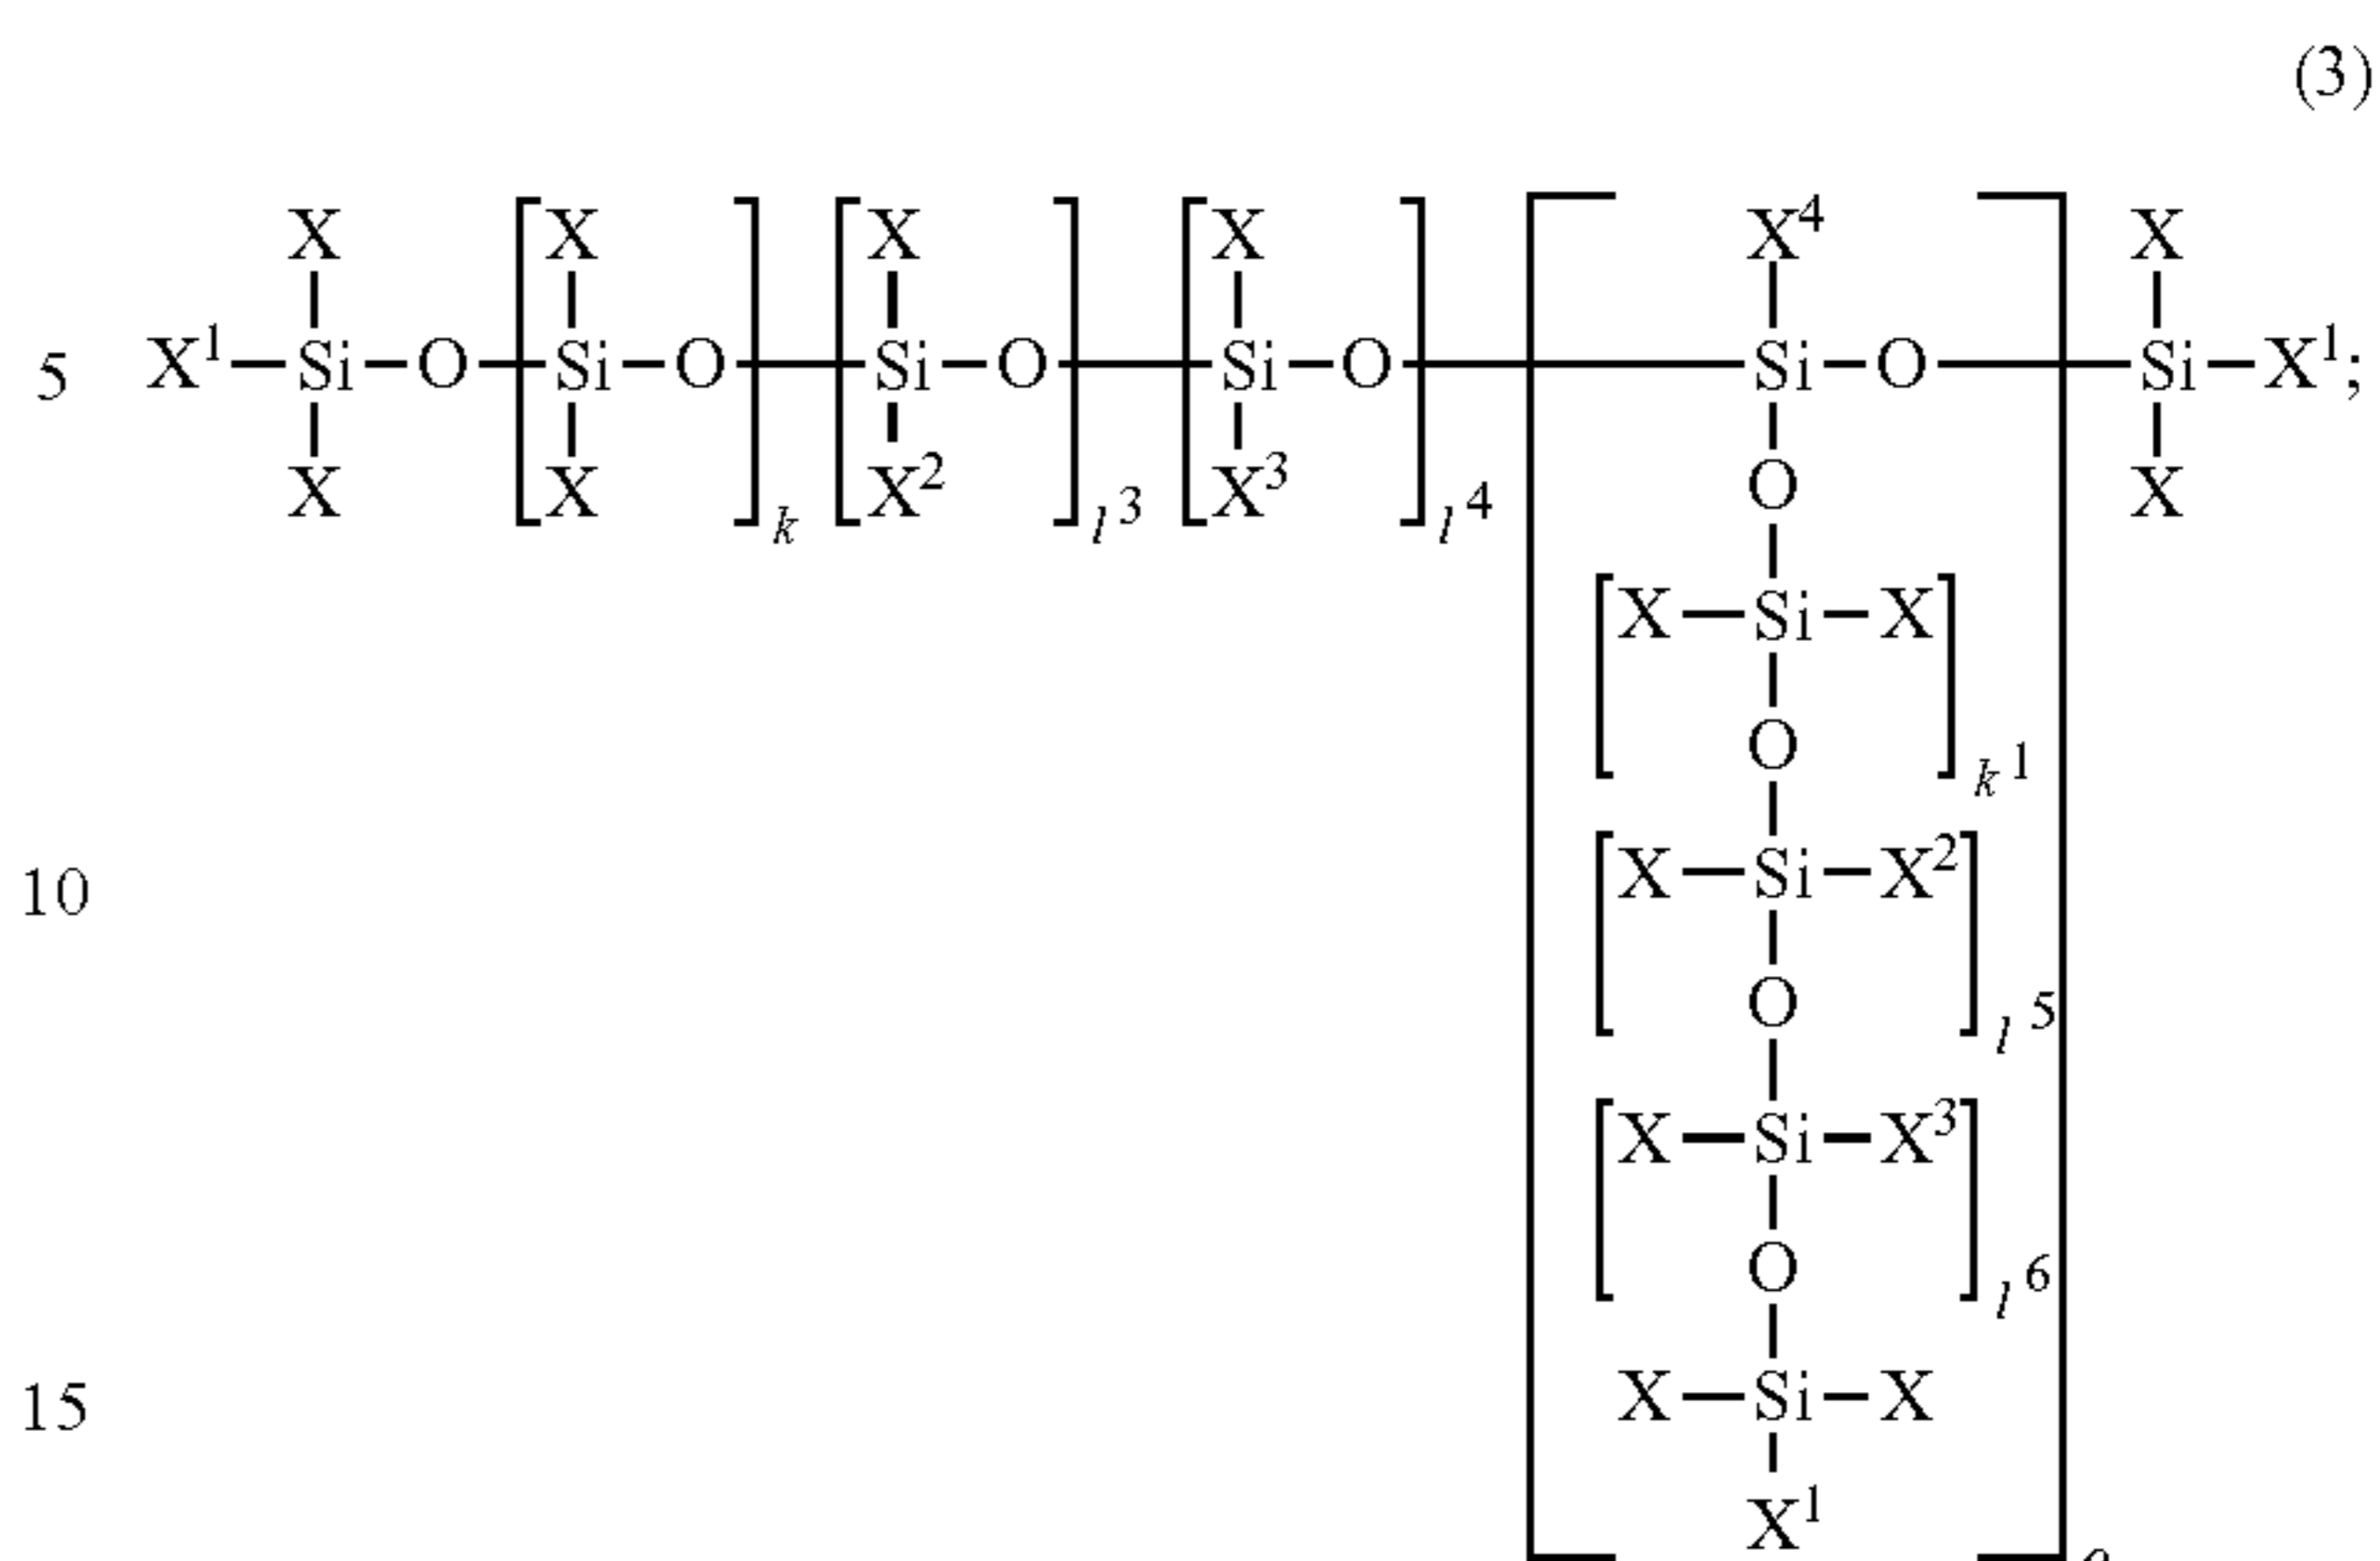 (3)
X X X X X⁴ X
5 X¹—Si—O—[Si—O]k—[Si—O]l³—[Si—O]l⁴—[Si—O]—Si—X¹;
X X X² X³ O X
[X—Si—X]k¹
O
10 [X—Si—X²]l⁵
O
[X—Si—X³]l⁶
O
15 X—Si—X
X¹